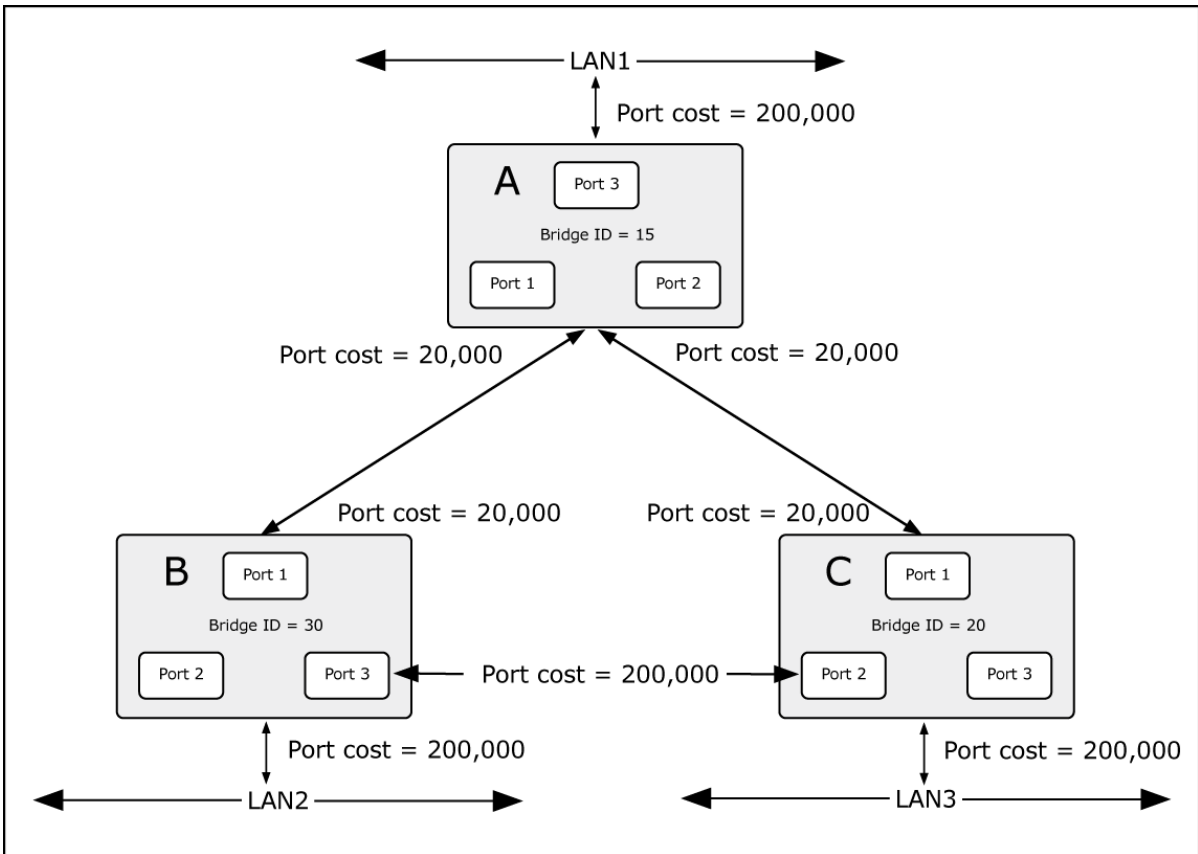 LAN1
Port cost = 200,000
A
Port 3
Bridge ID = 15
Port 1
Port 2
Port cost = 20,000
Port cost = 20,000
Port cost = 20,000
Port cost = 20,000
B
Port 1
Bridge ID = 30
Port 2
Port 3
C
Port 1
Bridge ID = 20
Port 2
Port 3
Port cost = 200,000
Port cost = 200,000
LAN2
Port cost = 200,000
LAN3